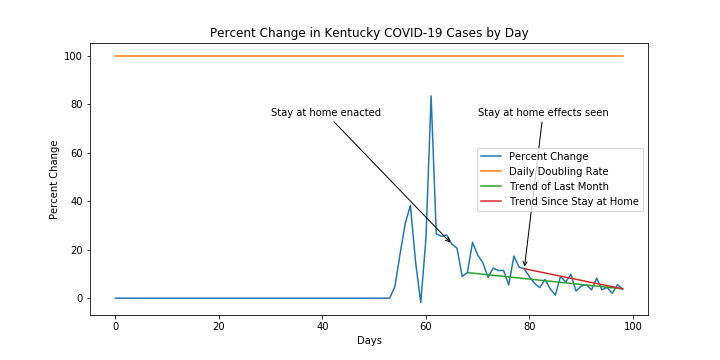 Percent Change in Kentucky COVID-19 Cases by Day
100
80
60
40
20
0
Percent Change
Stay at home enacted
Stay at home effects seen
Percent Change
Daily Doubling Rate
Trend of Last Month
Trend Since Stay at Home
0
20
40
60
80
100
Days